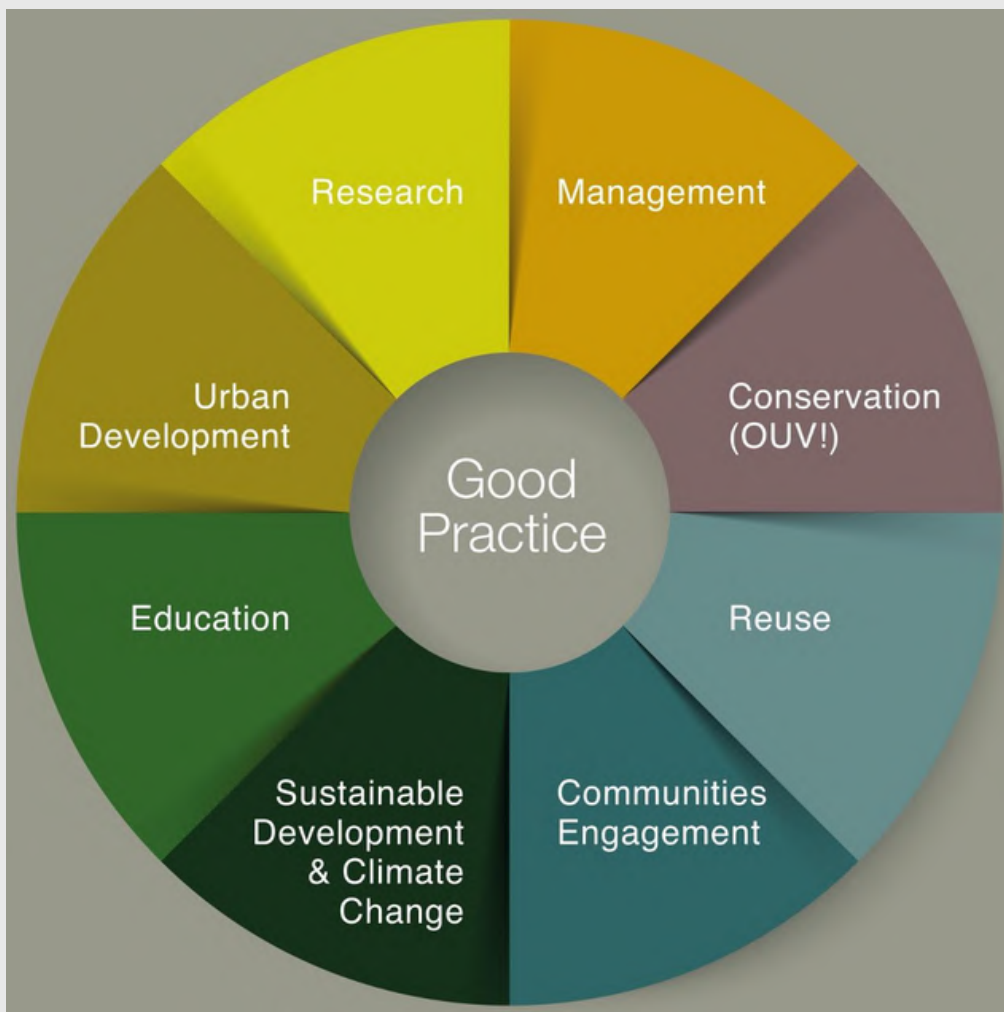 Research
Management
Urban
Development
Conservation
(OUV!)
Good
Practice
Education
Reuse
Sustainable
Development
& Climate
Change
Communities
Engagement